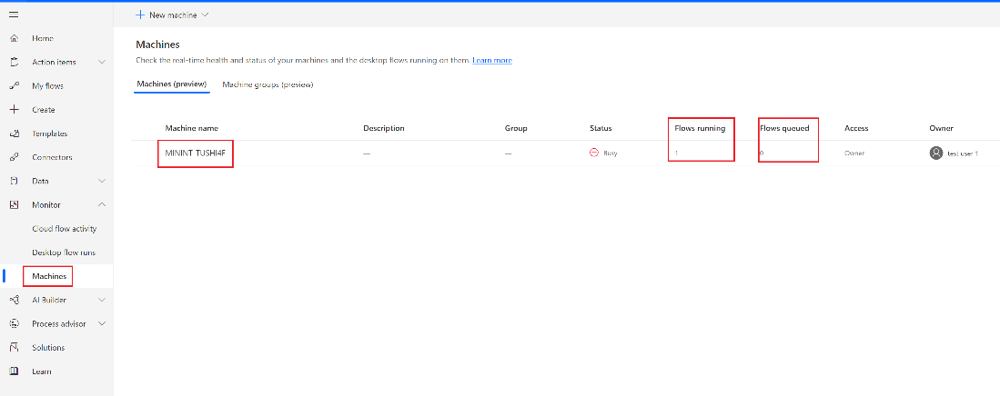 New machine
Home
Action items
My flows
Create
Templates
Connectors
Data
Monitor
Cloud flow activity
Desktop flow runs
Machines
AI Builder
Process advisor
Solutions
Learn
Machines
Check the real-time health and status of your machines and the desktop flows running on them. Learn more
Machines (preview) Machine groups (preview)
Machine name Description Group Status Flows running Flows queued Access Owner
MININT-TUSHI4F — — Busy 1 0 Owner test user 1